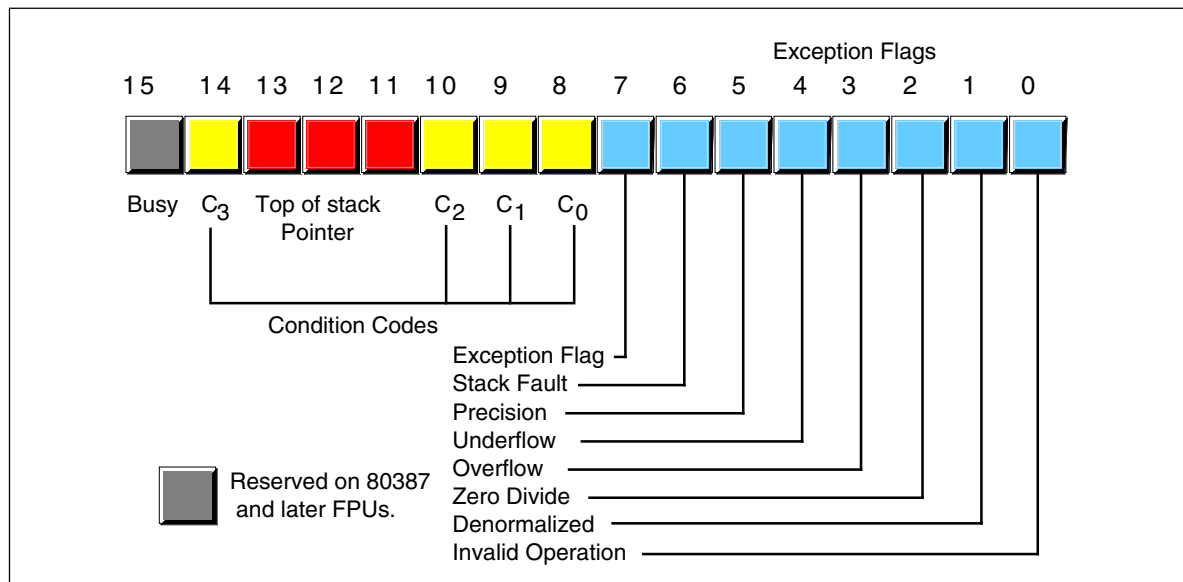 Exception Flags
15 14 13 12 11 10 9 8 7 6 5 4 3 2 1 0
Busy C3 Top of stack C2 C1 C0
Pointer
Condition Codes
Exception Flag
Stack Fault
Precision
Underflow
Overflow
Zero Divide
Denormalized
Invalid Operation
Reserved on 80387
and later FPUs.